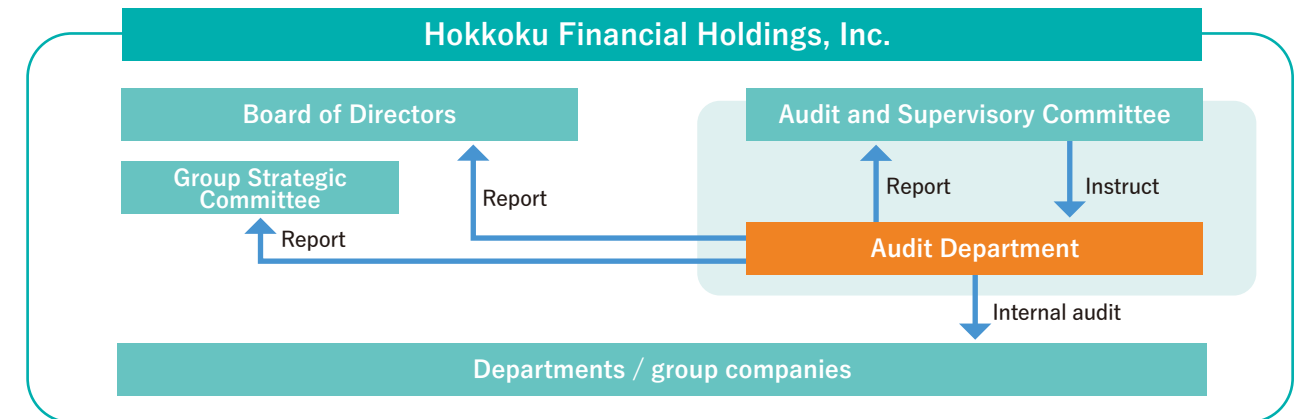 Hokkoku Financial Holdings, Inc.
Board of Directors
Audit and Supervisory Committee
Group Strategic
Committee
Report
Report
Instruct
Report
Audit Department
Internal audit
Departments / group companies